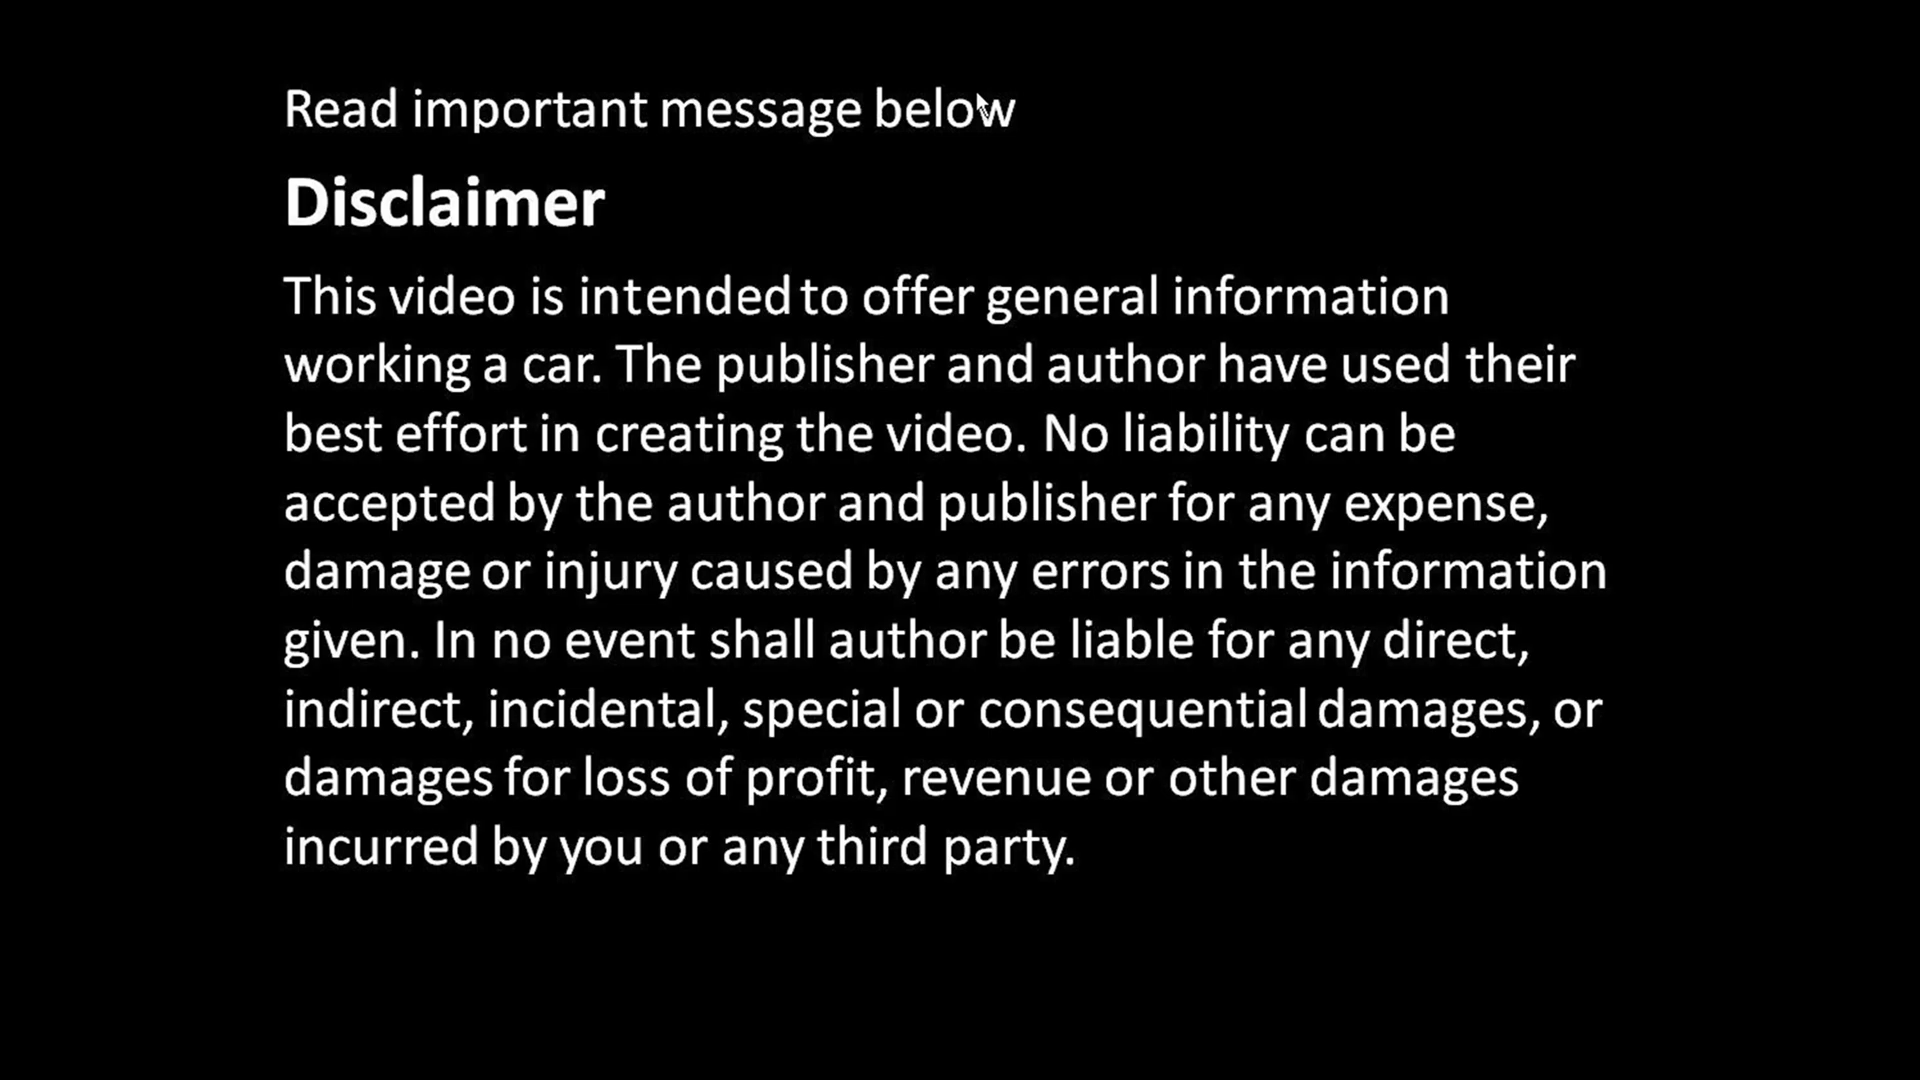 Read important message below
Disclaimer
This video is intended to offer general information
working a car. The publisher and author have used their
best effort in creating the video. No liability can be
accepted by the author and publisher for any expense,
damage or injury caused by any errors in the information
given. In no event shall author be liable for any direct,
indirect, incidental, special or consequential damages, or
damages for loss of profit, revenue or other damages
incurred by you or any third party.